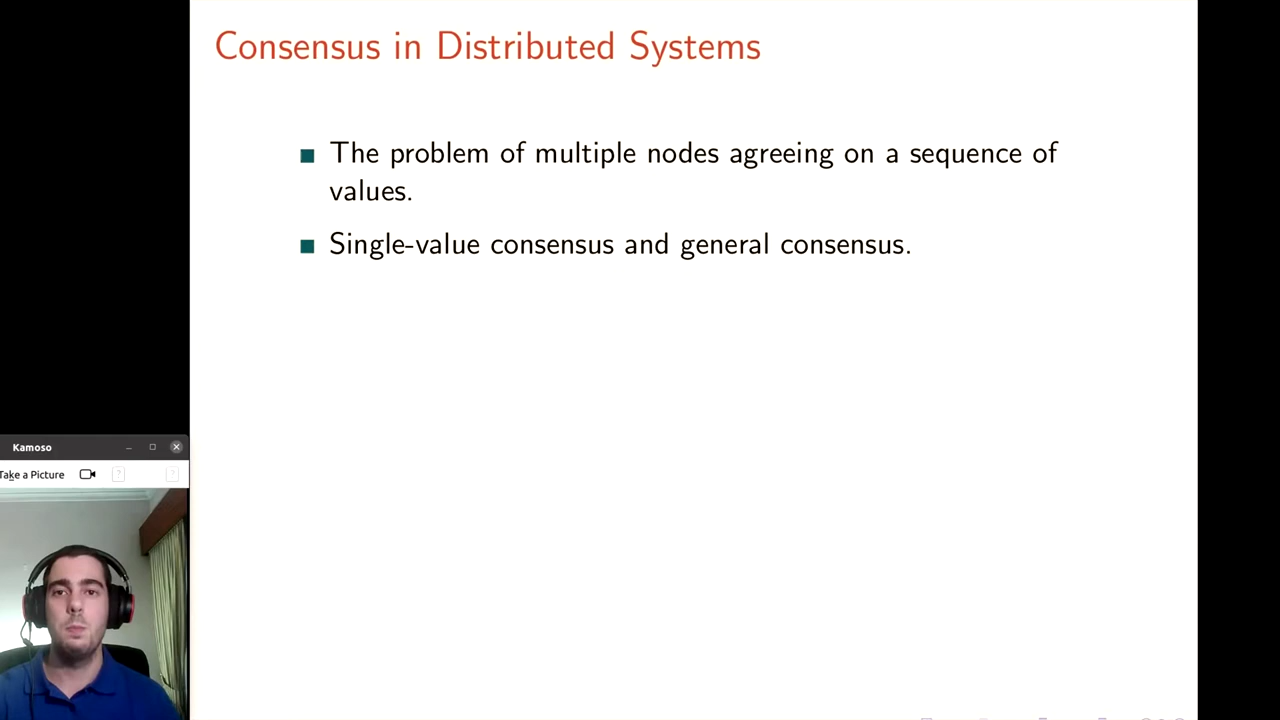 Consensus in Distributed Systems
The problem of multiple nodes agreeing on a sequence of
values.
Single-value consensus and general consensus.
Kamoso
Take a Picture